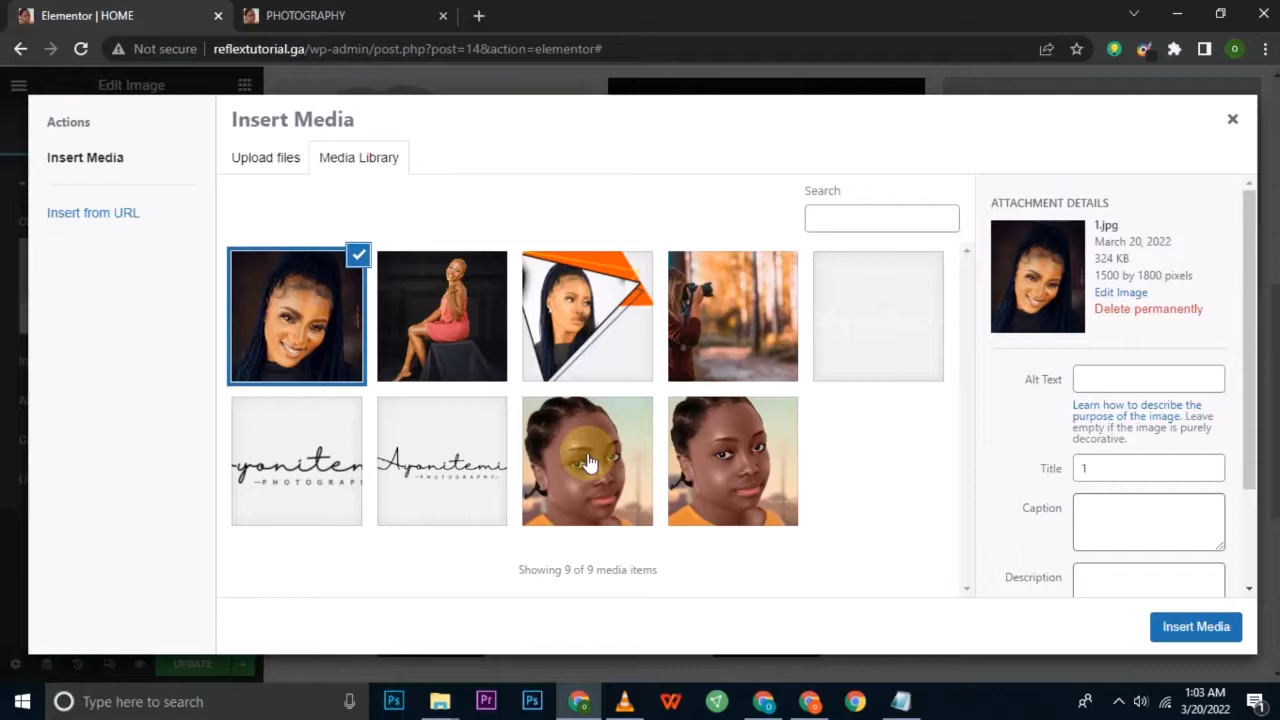 Elementor | HOME
PHOTOGRAPHY
Not secure
reflextutorial.ga/wp-admin/post.php?post=14&action=elementor#
Edit Image
Actions
Insert Media
Insert from URL
Insert Media
Upload files
Media Library
Search
ATTACHMENT DETAILS
1.jpg
March 20, 2022
324 KB
1500 by 1800 pixels
Edit Image
Delete permanently
Alt Text
Learn how to describe the
purpose of the image. Leave
empty if the image is purely
decorative.
Title
1
Caption
Description
Ayonitemi
PHOTOGRAPHY
Showing 9 of 9 media items
Insert Media
UPDATE
Type here to search
1:03 AM
3/20/2022